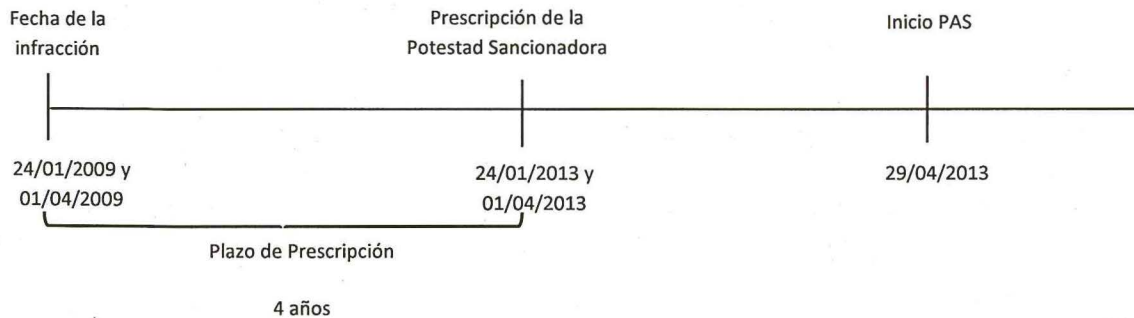 Fecha de la
infracción
Prescripción de la
Potestad Sancionadora
Inicio PAS
24/01/2009 y
01/04/2009
24/01/2013 y
01/04/2013
29/04/2013
Plazo de Prescripción
4 años